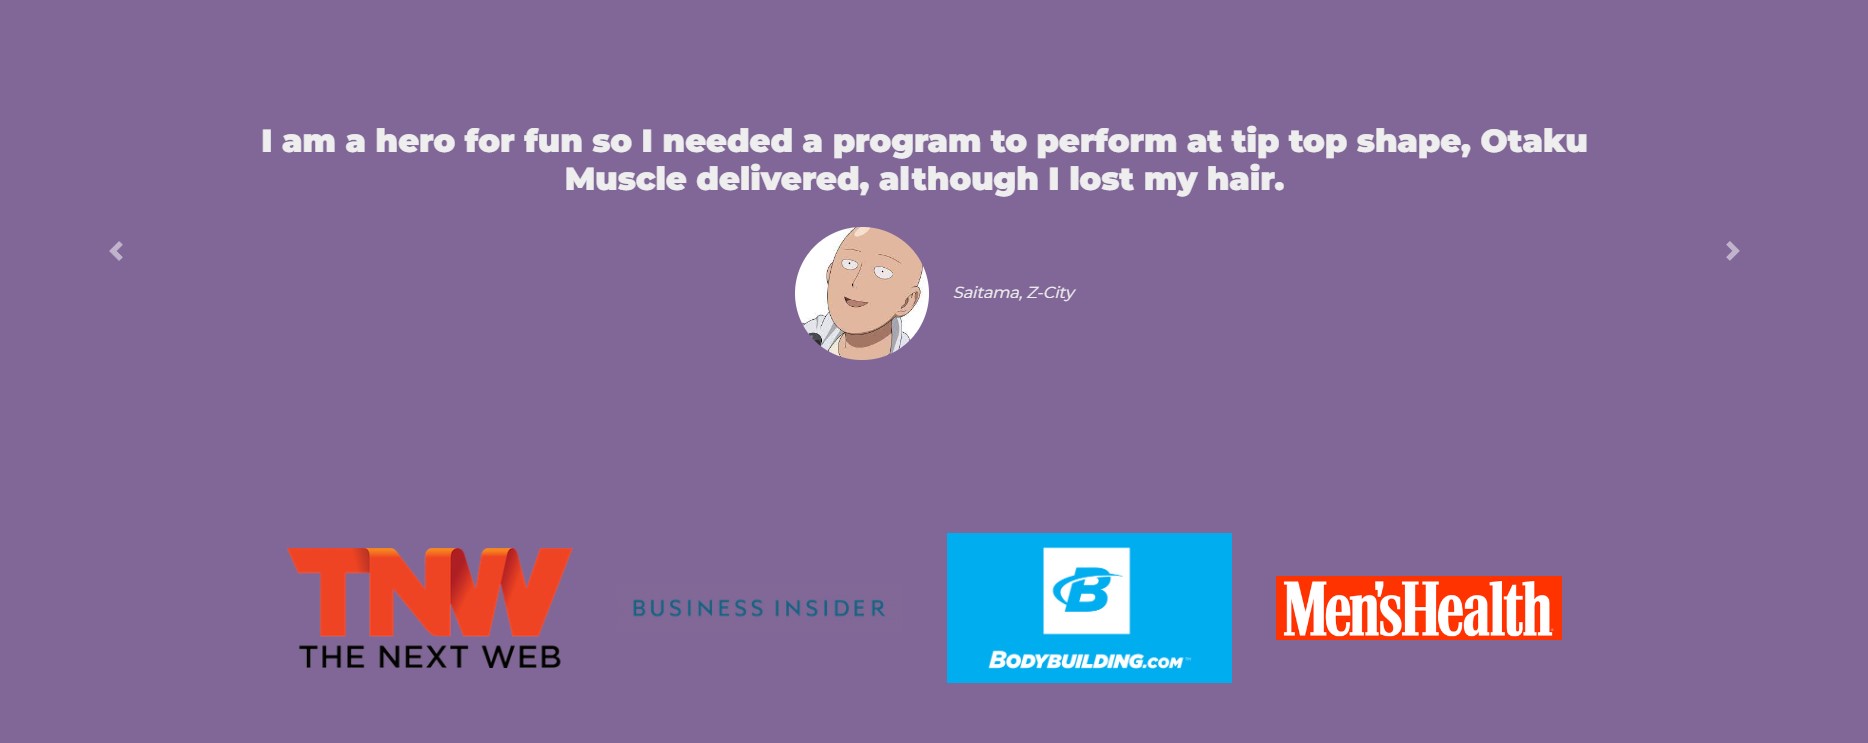 I am a hero for fun so I needed a program to perform at tip top shape, Otaku
Muscle delivered, although I lost my hair.
Saitama, Z-City
TNW
THE NEXT WEB
BUSINESS INSIDER
B
BODYBUILDING.COM™
Men'sHealth